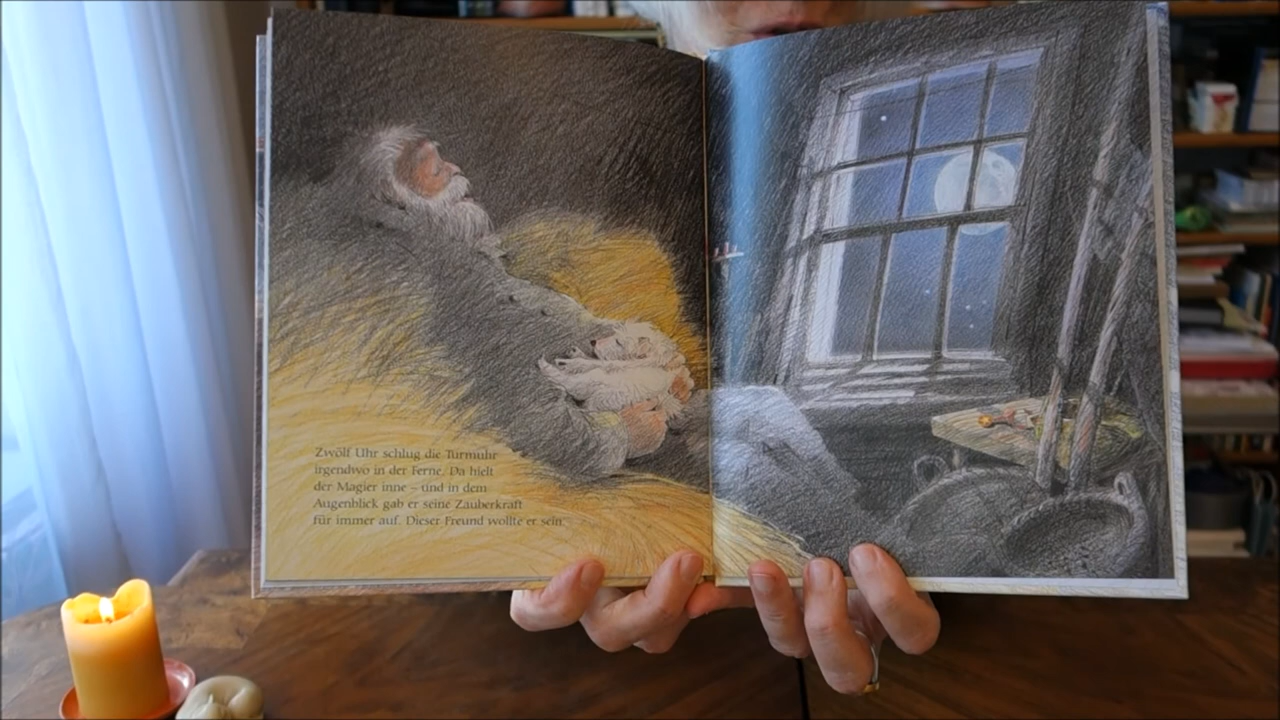 Zwölf Uhr schlug die Turmuhr
irgendwo in der Ferne. Da hielt
der Magier inne – und in dem
Augenblick gab er seine Zauberkraft
für immer auf. Dieser Freund wollte er sein.